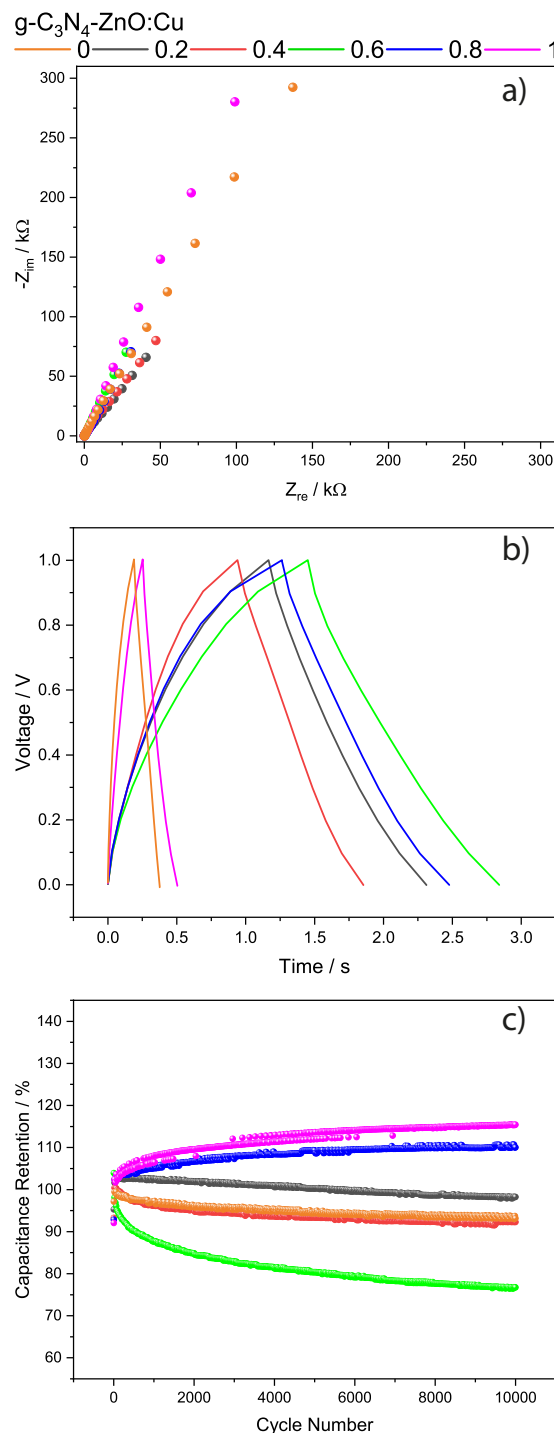 g-C₃N₄-ZnO:Cu
0 0.2 0.4 0.6 0.8 1
a)
300
250
200
150
100
50
0
-Z_im / kΩ
0 50 100 150 200 250 300
Z_re / kΩ
b)
1.0
0.8
0.6
0.4
0.2
0.0
Voltage / V
0.0 0.5 1.0 1.5 2.0 2.5 3.0
Time / s
c)
140
130
120
110
100
90
80
70
60
Capacitance Retention / %
0 2000 4000 6000 8000 10000
Cycle Number